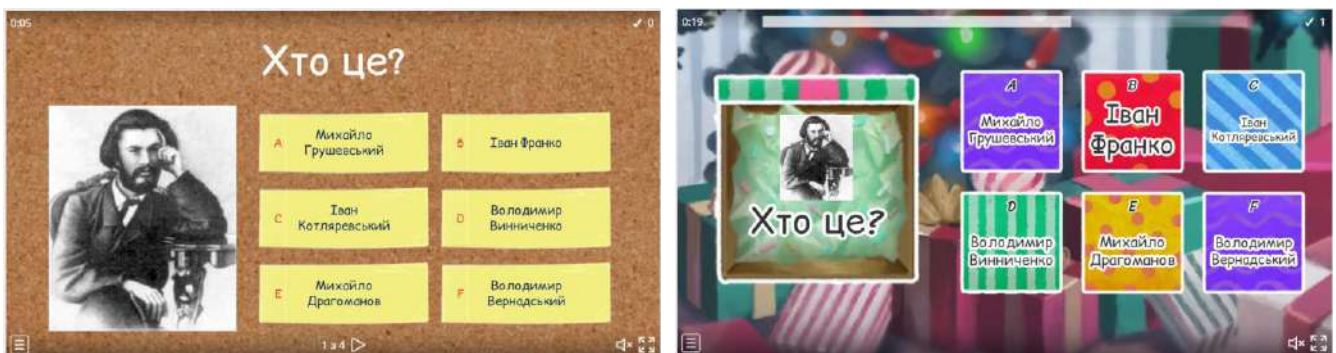 0:05
✓ 0
Хто це?
A
Михайло
Грушевський
B
Іван Франко
C
Іван
Котляревський
D
Володимир
Винниченко
E
Михайло
Драгоманов
F
Володимир
Вернадський
1 з 4
0:19
✓ 1
Хто це?
A
Михайло
Грушевський
B
Іван
Франко
C
Іван
Котляревський
D
Володимир
Винниченко
E
Михайло
Драгоманов
F
Володимир
Вернадський